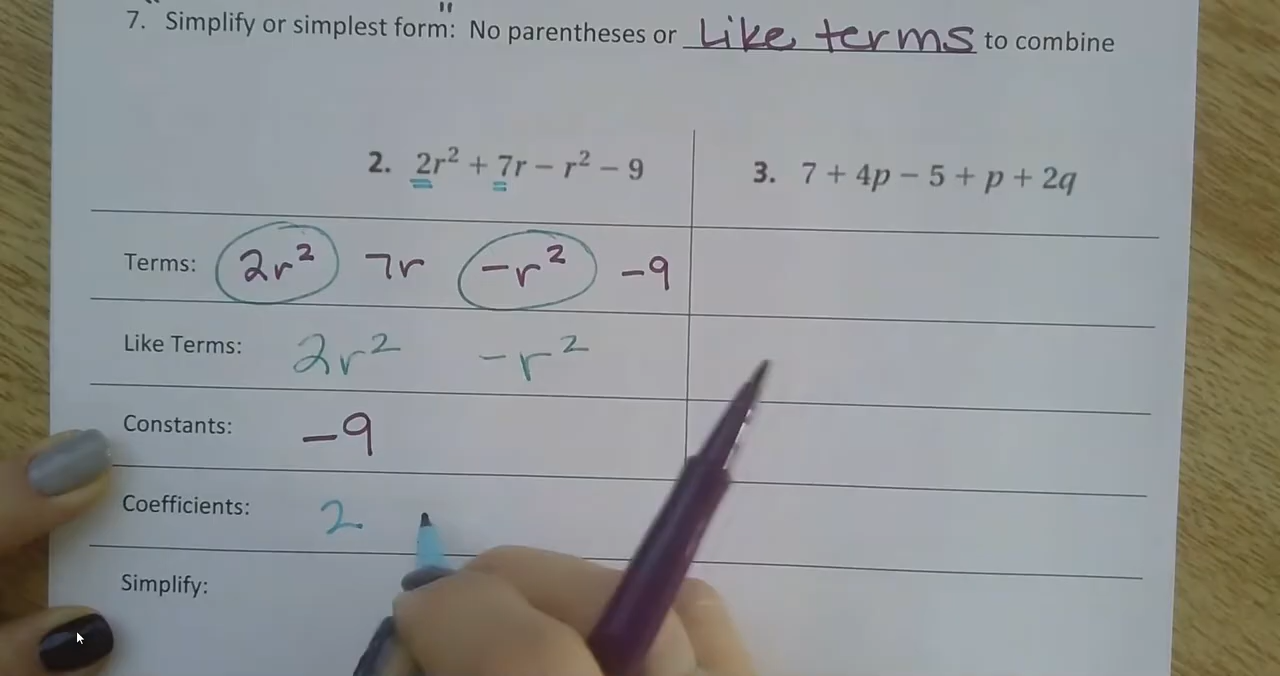 7. Simplify or simplest form: No parentheses or Like terms to combine
2. 2r² + 7r − r² − 9
3. 7 + 4p − 5 + p + 2q
Terms: 2r² 7r −r² −9
Like Terms: 2r² −r²
Constants: −9
Coefficients: 2
Simplify: